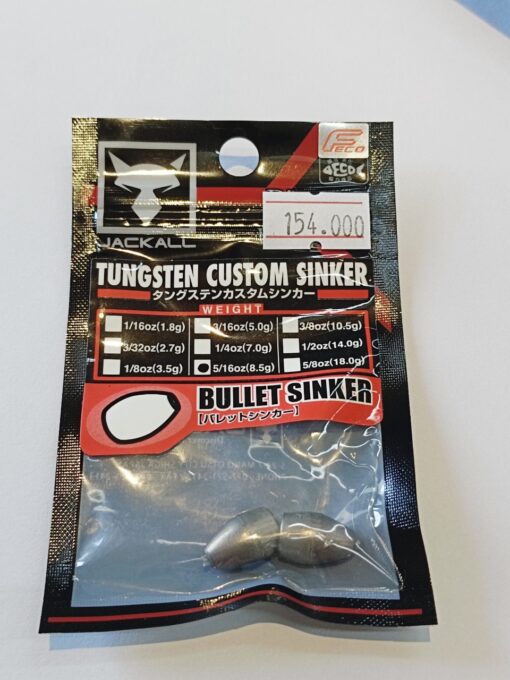 FECO
ECO
JACKALL
154.000
TUNGSTEN CUSTOM SINKER
タングステンカスタムシンカー
WEIGHT
1/16oz(1.8g) 3/16oz(5.0g) 3/8oz(10.5g)
3/32oz(2.7g) 1/4oz(7.0g) 1/2oz(14.0g)
1/8oz(3.5g) 5/16oz(8.5g) 5/8oz(18.0g)
BULLET SINKER
【バレットシンカー】